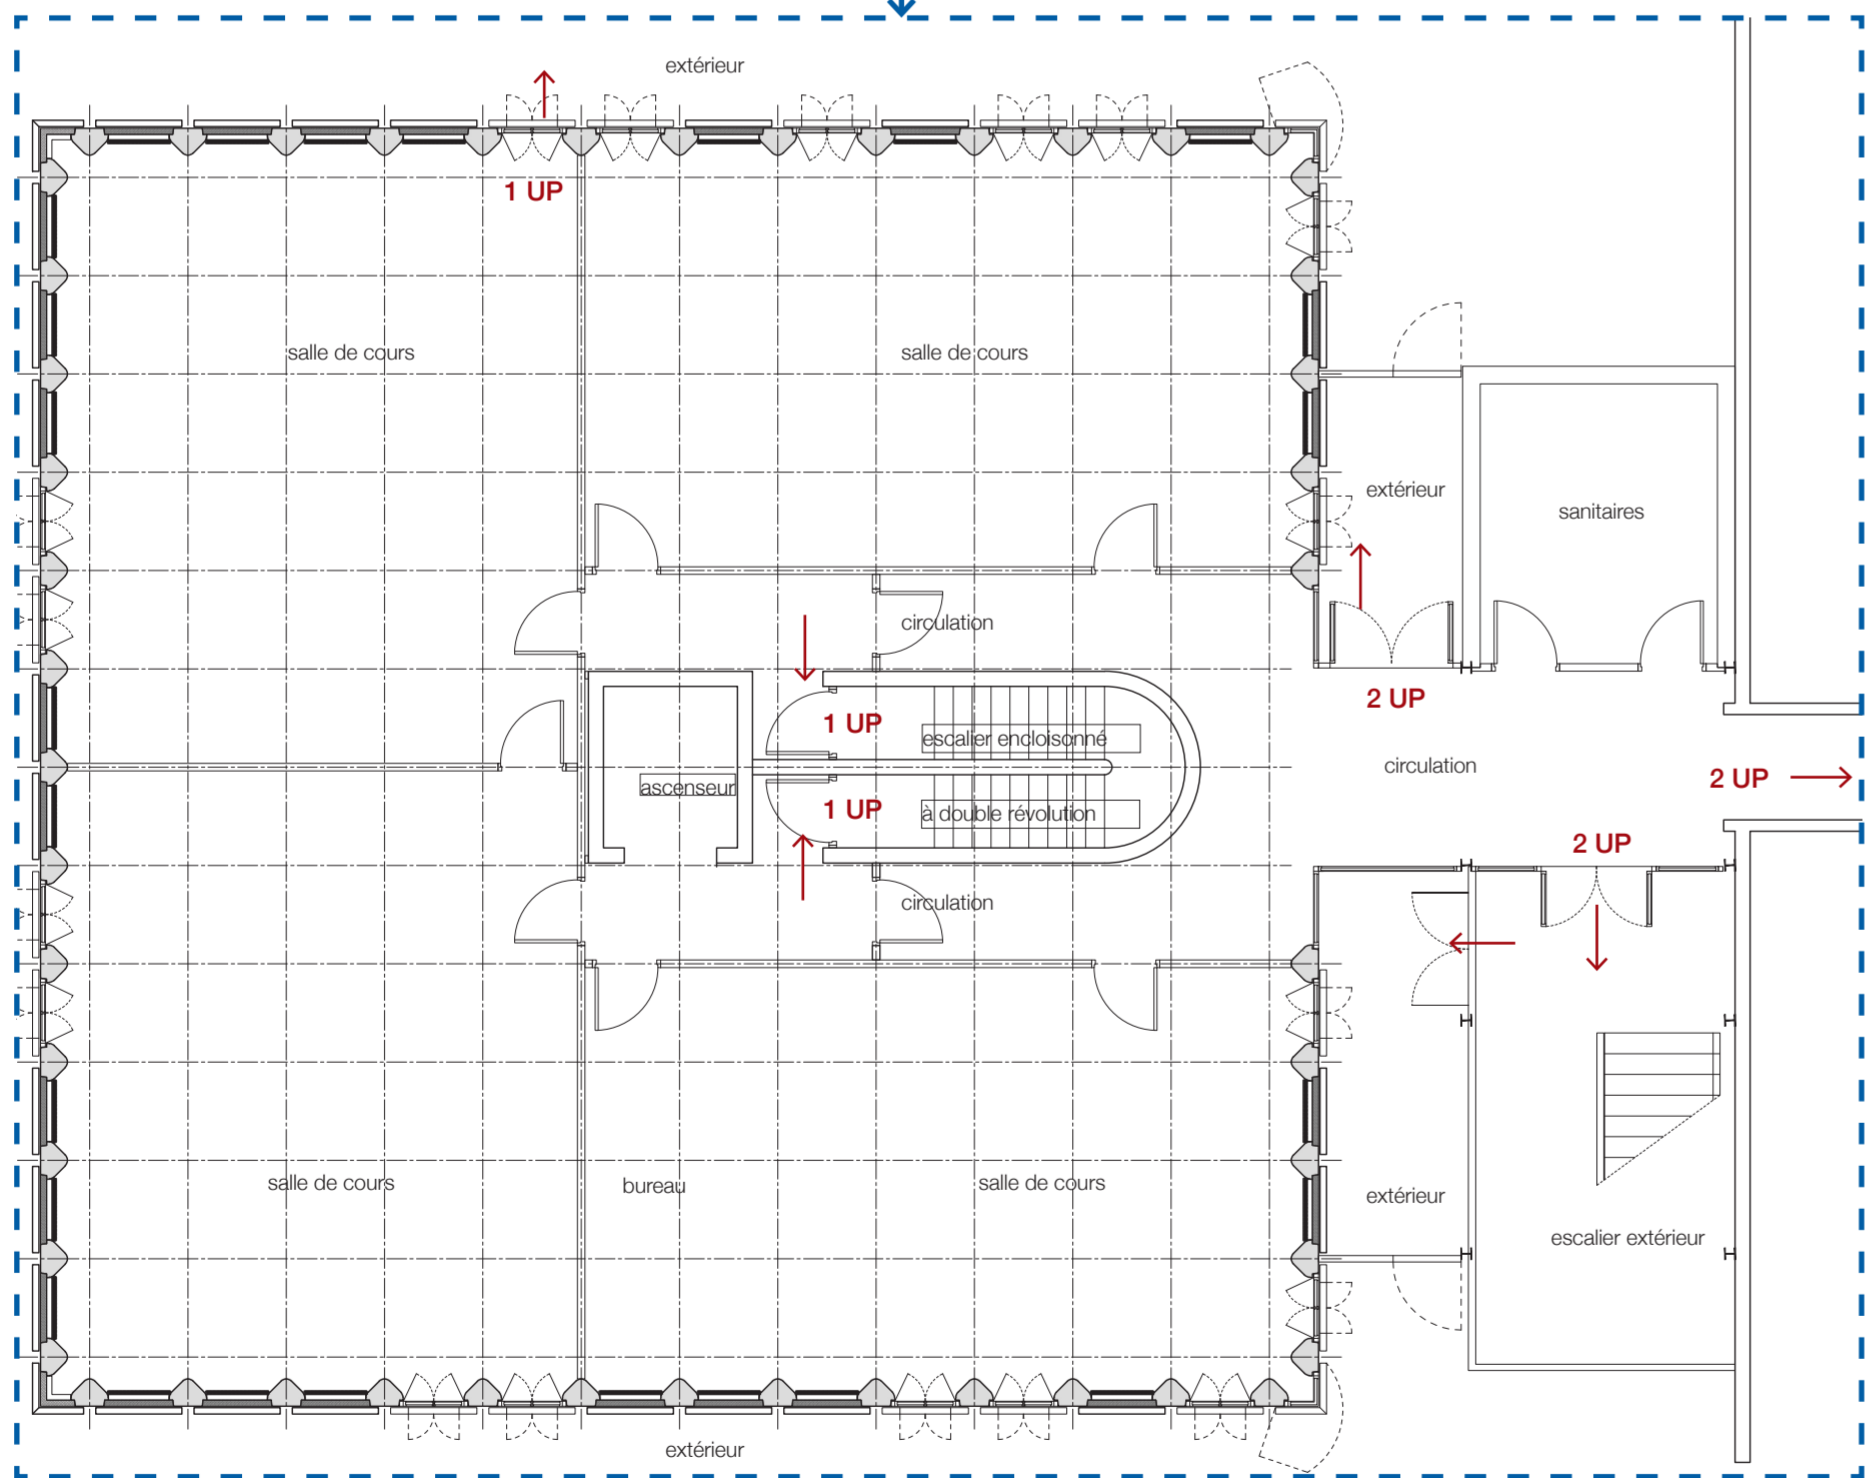 extérieur
1 UP
salle de cours
salle de cours
extérieur
sanitaires
circulation
2 UP
1 UP
escalier encloisonné
circulation
2 UP
ascenseur
1 UP
à double révolution
2 UP
circulation
salle de cours
bureau
salle de cours
extérieur
escalier extérieur
extérieur